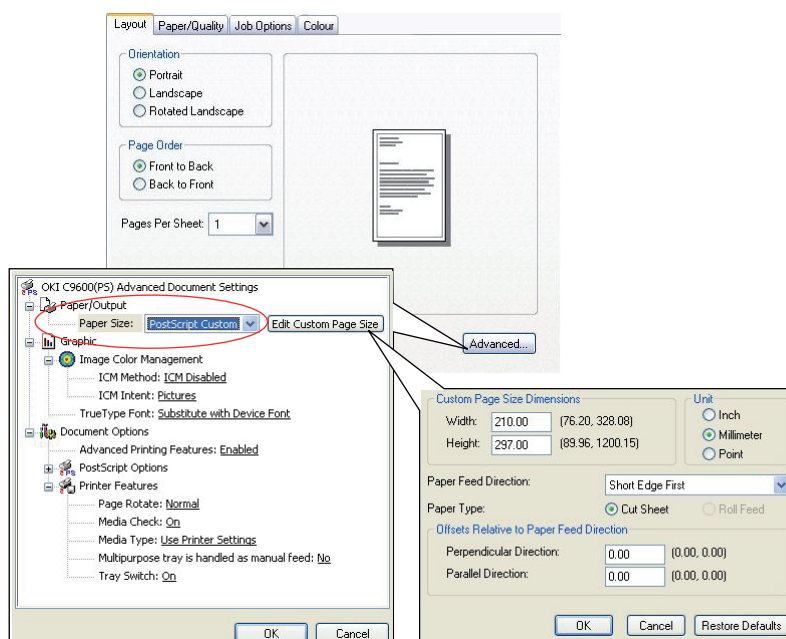 Layout Paper/Quality Job Options Colour
Orientation
Portrait
Landscape
Rotated Landscape
Page Order
Front to Back
Back to Front
Pages Per Sheet: 1
Advanced...
OKI C9600(PS) Advanced Document Settings
Paper/Output
Paper Size: PostScript Custom Edit Custom Page Size
Graphic
Image Color Management
ICM Method: ICM Disabled
ICM Intent: Pictures
TrueType Font: Substitute with Device Font
Document Options
Advanced Printing Features: Enabled
PostScript Options
Printer Features
Page Rotate: Normal
Media Check: On
Media Type: Use Printer Settings
Multipurpose tray is handled as manual feed: No
Tray Switch: On
OK Cancel
Custom Page Size Dimensions
Width: 210.00 (76.20, 328.08)
Height: 297.00 (89.96, 1200.15)
Unit
Inch
Millimeter
Point
Paper Feed Direction: Short Edge First
Paper Type: Cut Sheet Roll Feed
Offsets Relative to Paper Feed Direction
Perpendicular Direction: 0.00 (0.00, 0.00)
Parallel Direction: 0.00 (0.00, 0.00)
OK Cancel Restore Defaults